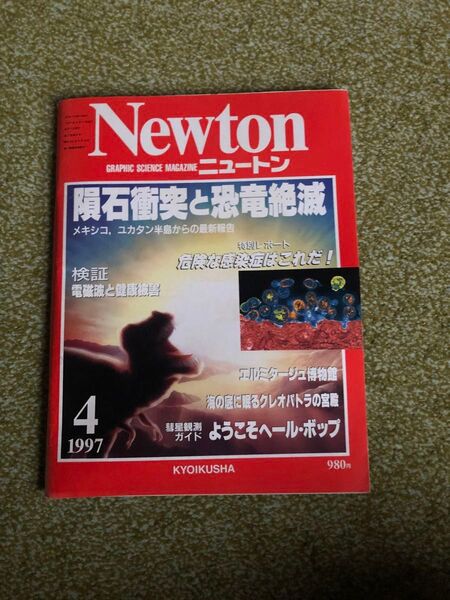 Newton
GRAPHIC SCIENCE MAGAZINE ニュートン
隕石衝突と恐竜絶滅
メキシコ，ユカタン半島からの最新報告
特別レポート
危険な感染症はこれだ！
検証
電磁波と健康障害
エルミタージュ博物館
海の底に眠るクレオパトラの宮殿
彗星観測
ガイド
ようこそヘール・ボップ
4
1997
KYOIKUSHA
980円